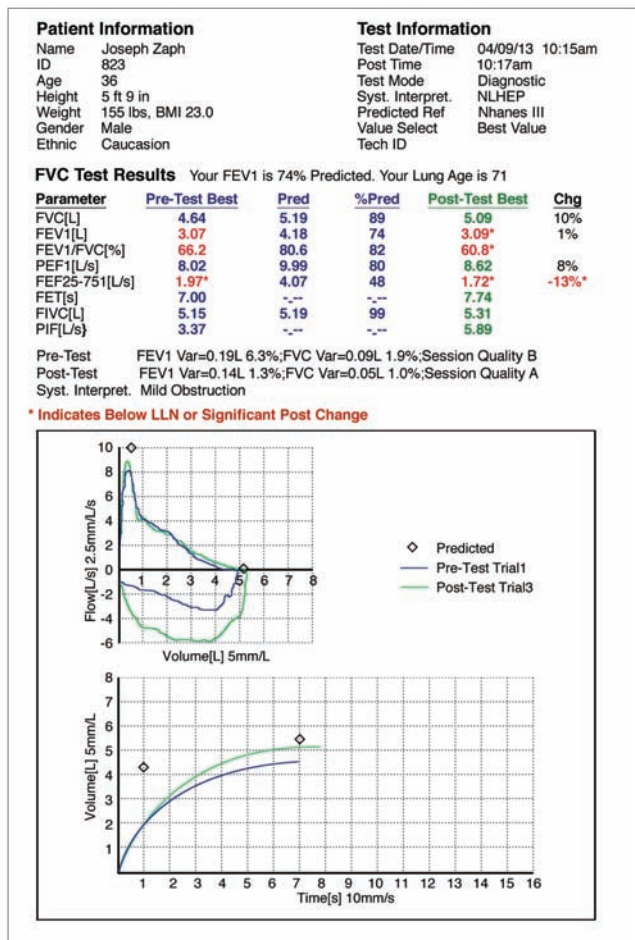 Patient Information
Name Joseph Zaph
ID 823
Age 36
Height 5 ft 9 in
Weight 155 lbs, BMI 23.0
Gender Male
Ethnic Caucasion
Test Information
Test Date/Time 04/09/13 10:15am
Post Time 10:17am
Test Mode Diagnostic
Syst. Interpret. NLHEP
Predicted Ref Nhanes III
Value Select Best Value
Tech ID
FVC Test Results Your FEV1 is 74% Predicted. Your Lung Age is 71
Parameter Pre-Test Best Pred %Pred Post-Test Best Chg
FVC[L] 4.64 5.19 89 5.09 10%
FEV1[L] 3.07 4.18 74 3.09* 1%
FEV1/FVC[%] 66.2 80.6 82 60.8*
PEF1[L/s] 8.02 9.99 80 8.62 8%
FEF25-751[L/s] 1.97* 4.07 48 1.72* -13%*
FET[s] 7.00 -.-- -.-- 7.74
FIVC[L] 5.15 5.19 99 5.31
PIF[L/s} 3.37 -.-- -.-- 5.89
Pre-Test FEV1 Var=0.19L 6.3%;FVC Var=0.09L 1.9%;Session Quality B
Post-Test FEV1 Var=0.14L 1.3%;FVC Var=0.05L 1.0%;Session Quality A
Syst. Interpret. Mild Obstruction
* Indicates Below LLN or Significant Post Change
Flow[L/s] 2.5mm/L/s
10
8
6
4
2
0
-2
-4
-6
1 2 3 4 5 6 7 8
Volume[L] 5mm/L
Predicted
Pre-Test Trial1
Post-Test Trial3
Volume[L] 5mm/L
8
7
6
5
4
3
2
1
0
1 2 3 4 5 6 7 8 9 10 11 12 13 14 15 16
Time[s] 10mm/s